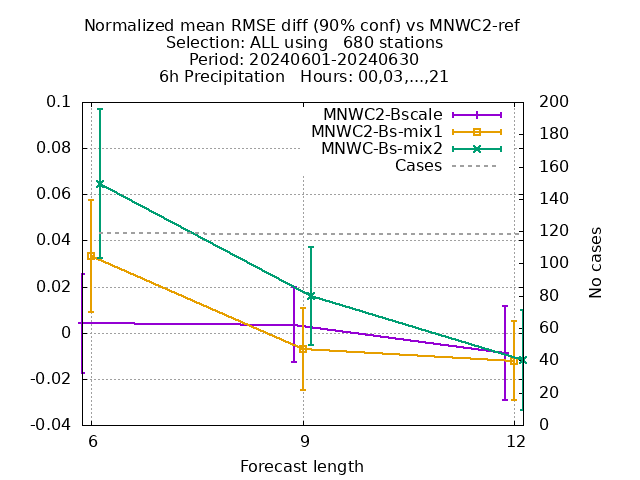 Normalized mean RMSE diff (90% conf) vs MNWC2-ref
Selection: ALL using   680 stations
Period: 20240601-20240630
6h Precipitation   Hours: 00,03,...,21
MNWC2-Bscale
MNWC2-Bs-mix1
MNWC-Bs-mix2
Cases
0.1
0.08
0.06
0.04
0.02
0
-0.02
-0.04
200
180
160
140
120
100
80
60
40
20
0
No cases
6
9
12
Forecast length